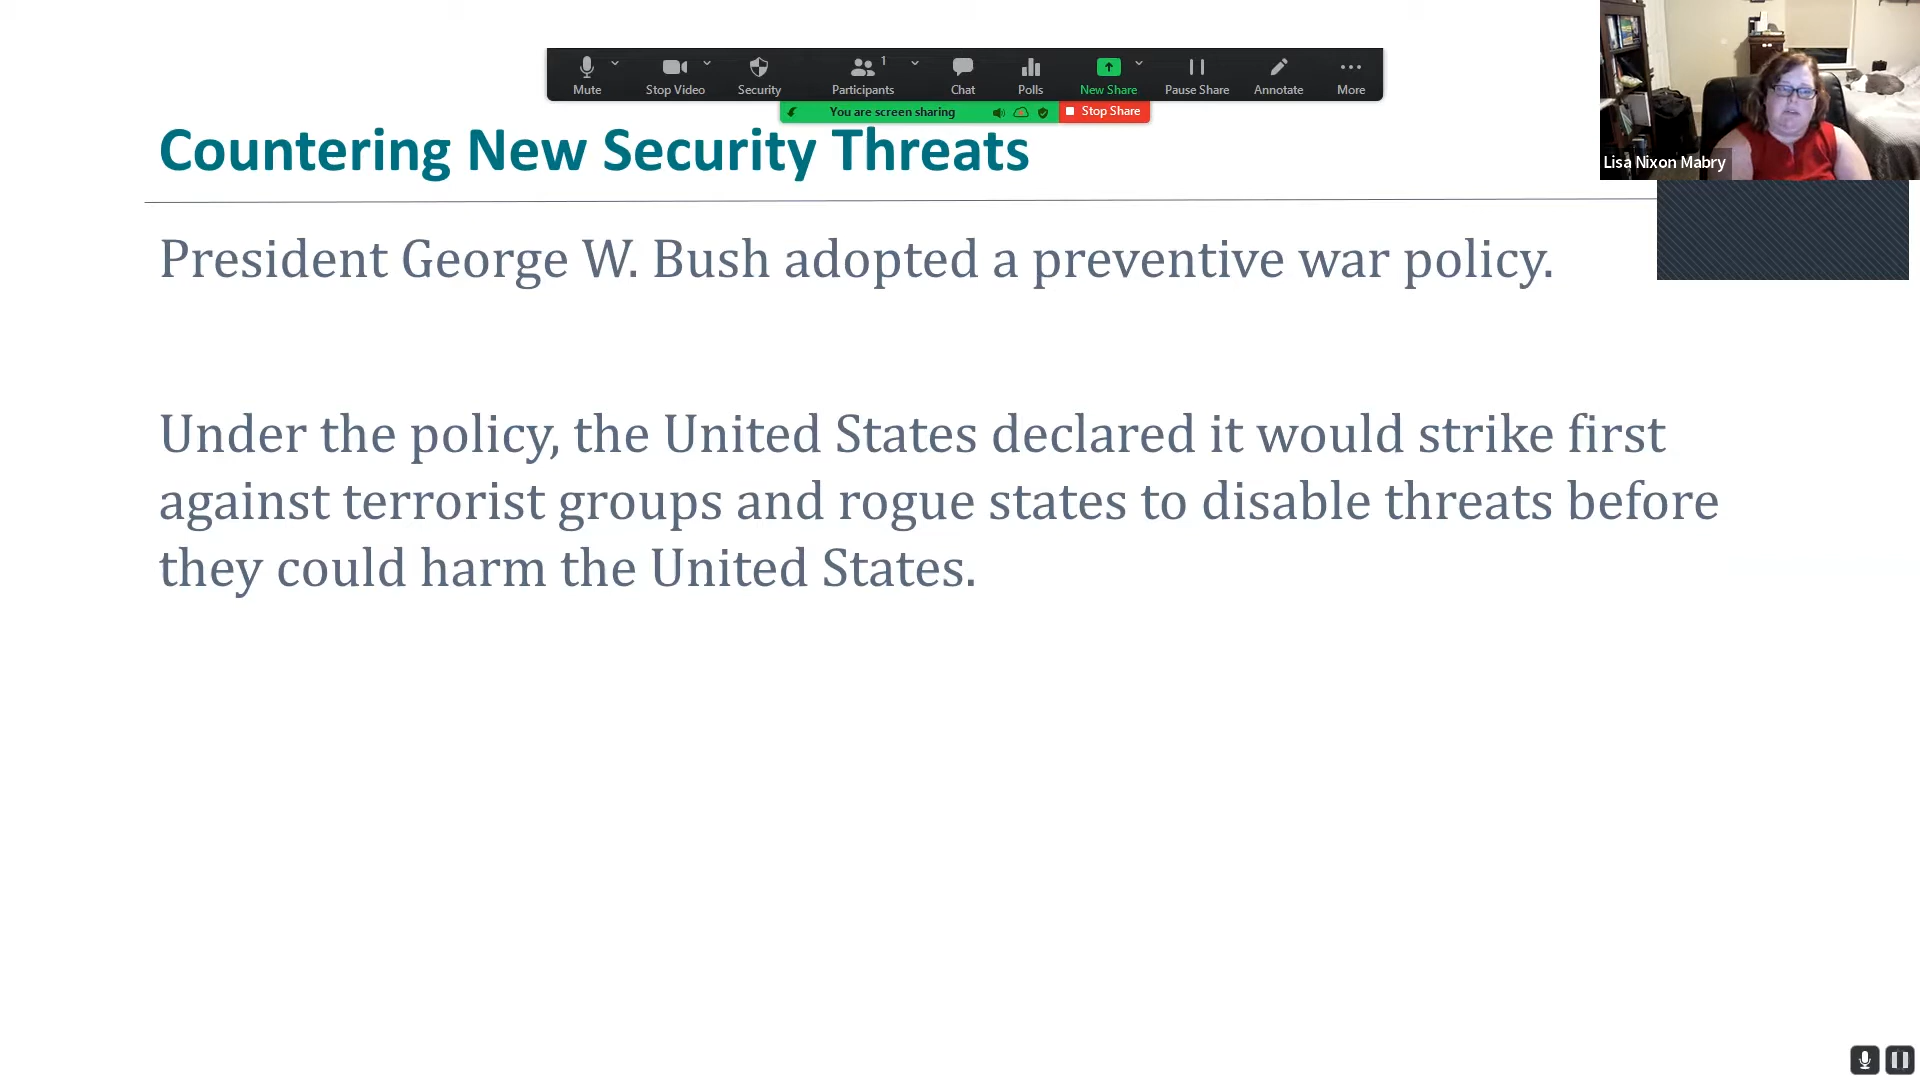 Mute
Stop Video
Security
Participants
1
Chat
Polls
New Share
Pause Share
Annotate
More
You are screen sharing
Stop Share
Lisa Nixon Mabry
Countering New Security Threats
President George W. Bush adopted a preventive war policy.
Under the policy, the United States declared it would strike first
against terrorist groups and rogue states to disable threats before
they could harm the United States.